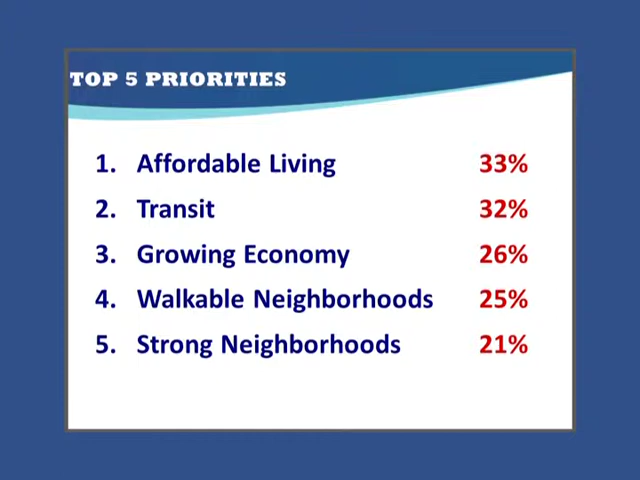 TOP 5 PRIORITIES
1. Affordable Living 33%
2. Transit 32%
3. Growing Economy 26%
4. Walkable Neighborhoods 25%
5. Strong Neighborhoods 21%